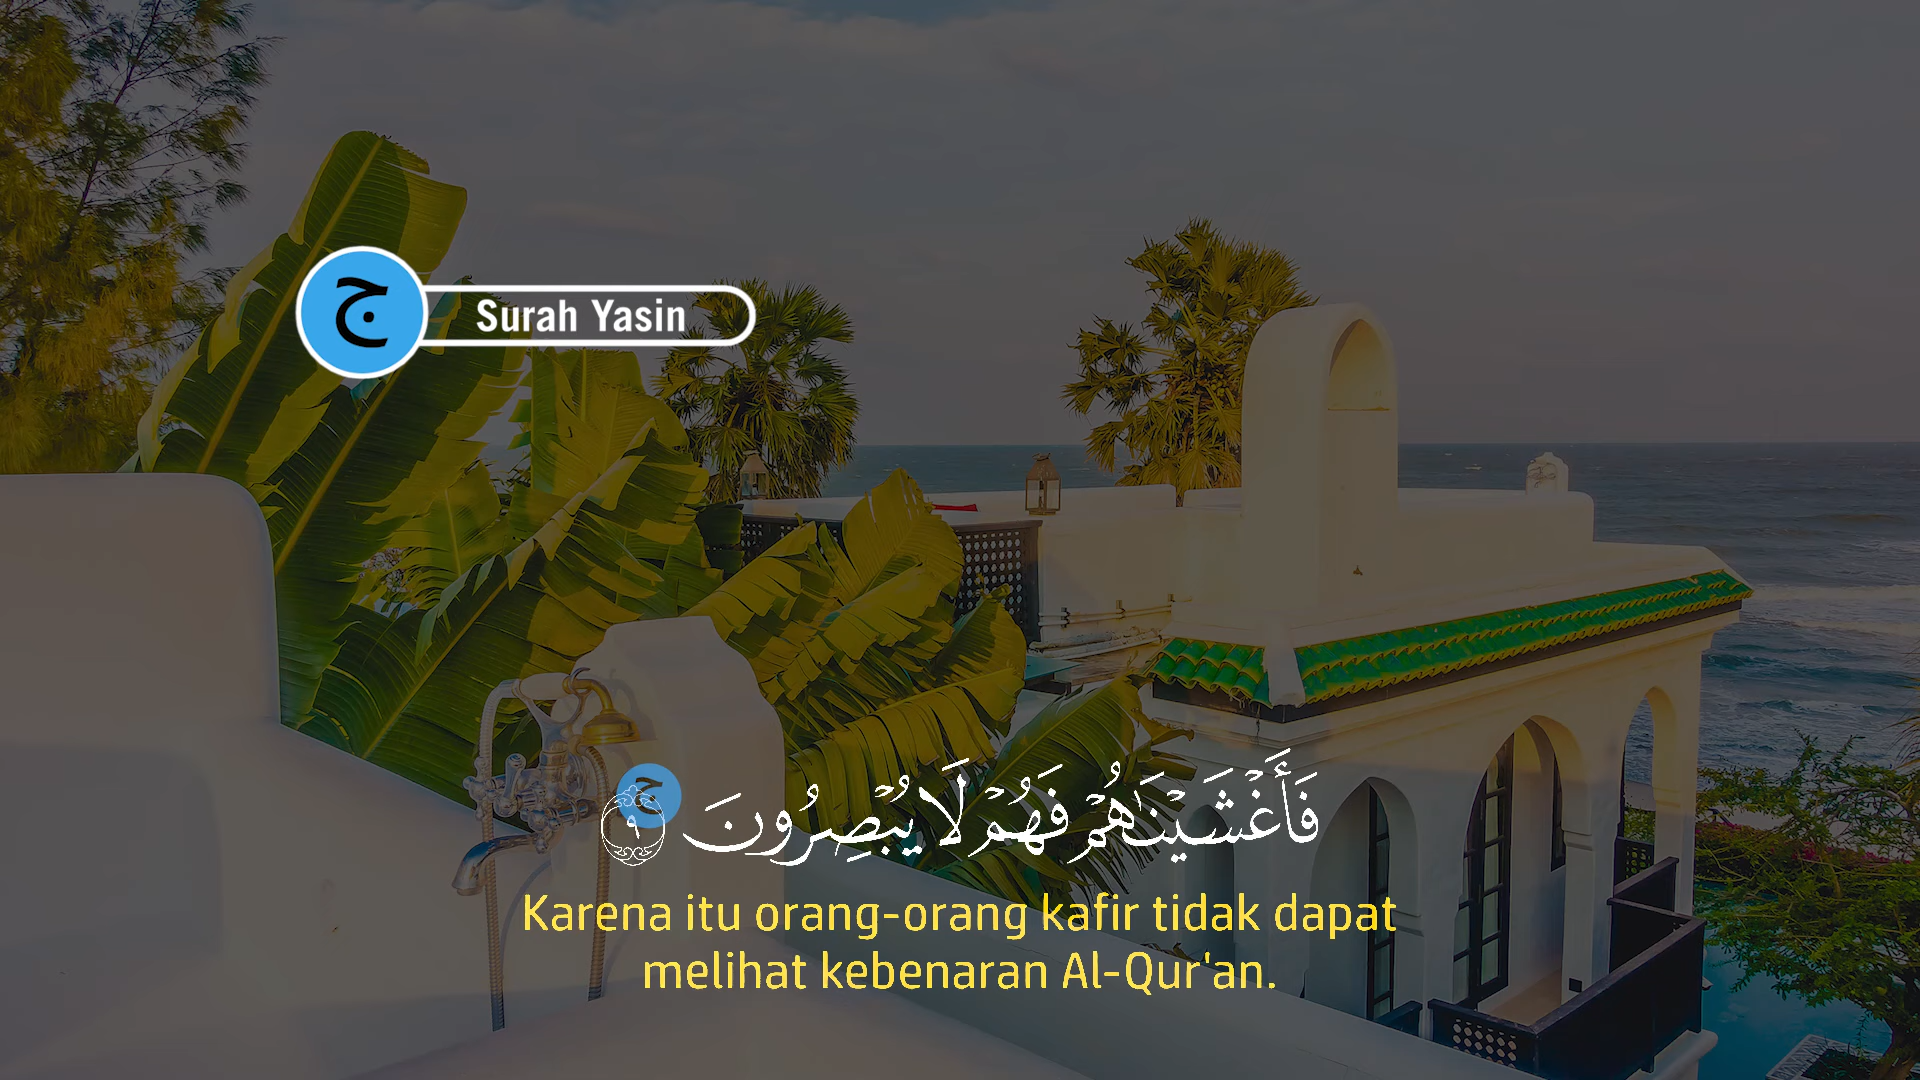 ج
Surah Yasin
فَأَغْشَيْنَٰهُمْ فَهُمْ لَا يُبْصِرُونَ ٩
ج
Karena itu orang-orang kafir tidak dapat
melihat kebenaran Al-Qur'an.